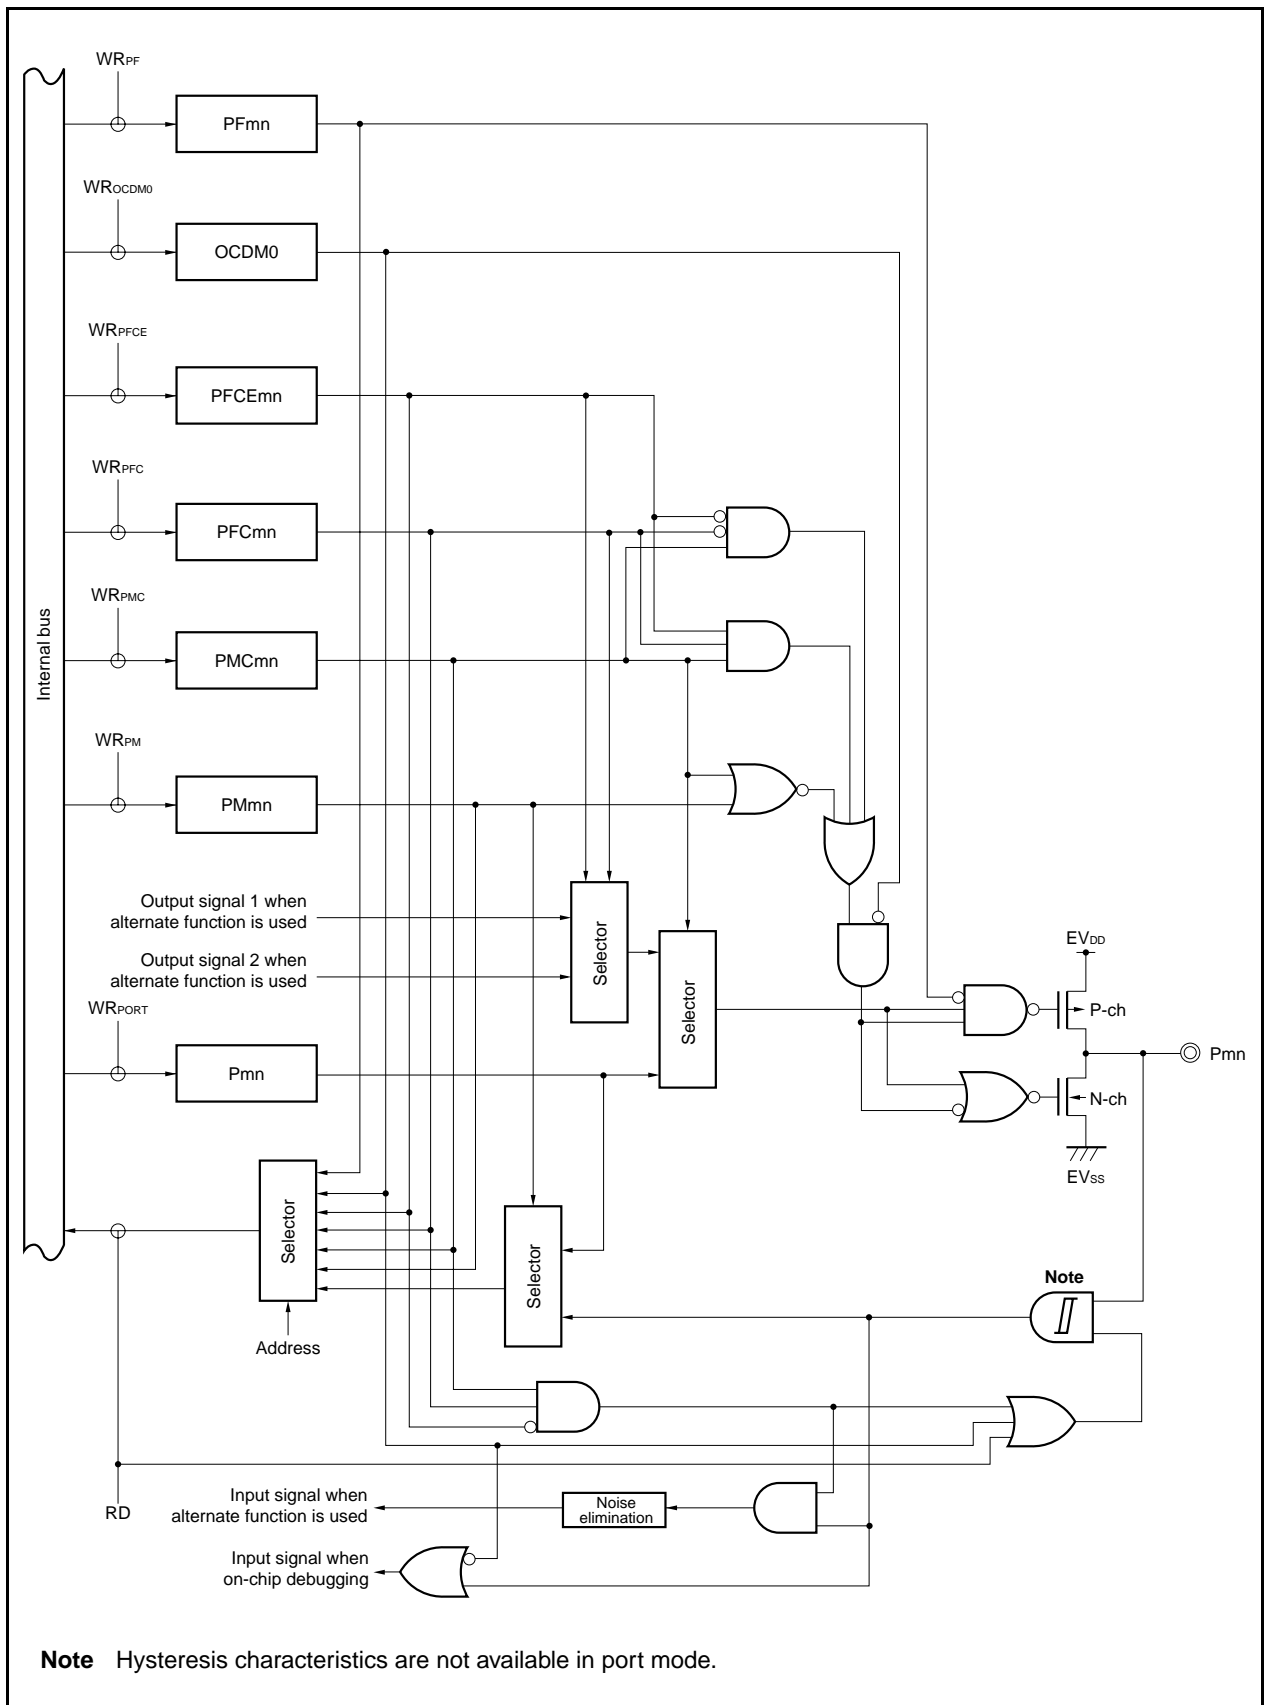 WRPF
PFmn
WROCDM0
OCDM0
WRPFCE
PFCEmn
WRPFC
PFCmn
WRPMC
PMCmn
Internal bus
WRPM
PMmn
Output signal 1 when
alternate function is used
Output signal 2 when
alternate function is used
Selector
Selector
WRPORT
Pmn
EVDD
P-ch
Pmn
N-ch
EVSS
Selector
Selector
Note
Address
RD
Input signal when
alternate function is used
Noise
elimination
Input signal when
on-chip debugging
Note Hysteresis characteristics are not available in port mode.